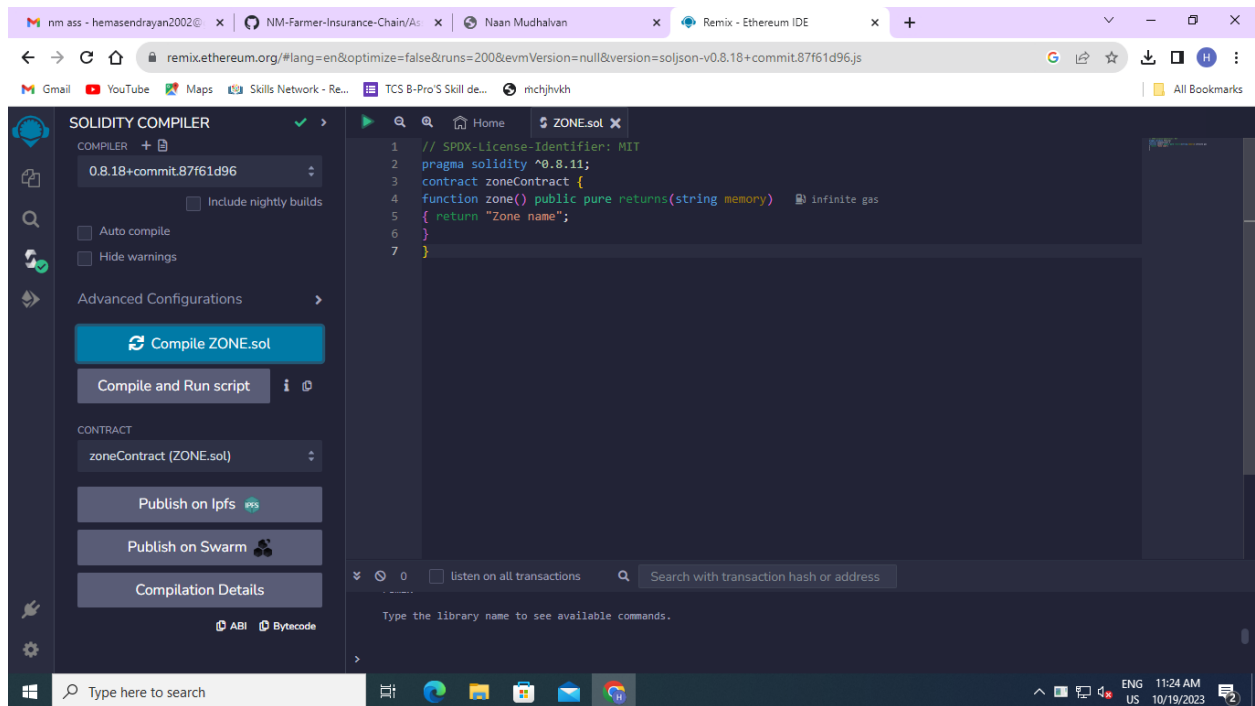 nm ass - hemasendrayan2002@
NM-Farmer-Insurance-Chain/As
Naan Mudhalvan
Remix - Ethereum IDE
remix.ethereum.org/#lang=en&optimize=false&runs=200&evmVersion=null&version=soljson-v0.8.18+commit.87f61d96.js
G
H
Gmail
YouTube
Maps
Skills Network - Re...
TCS B-Pro'S Skill de...
mchjhvkh
All Bookmarks
SOLIDITY COMPILER
COMPILER
0.8.18+commit.87f61d96
Include nightly builds
Auto compile
Hide warnings
Advanced Configurations
Compile ZONE.sol
Compile and Run script
i
CONTRACT
zoneContract (ZONE.sol)
Publish on Ipfs
IPFS
Publish on Swarm
Compilation Details
ABI
Bytecode
Home
ZONE.sol
1 // SPDX-License-Identifier: MIT
2 pragma solidity ^0.8.11;
3 contract zoneContract {
4 function zone() public pure returns(string memory) infinite gas
5 { return "Zone name";
6 }
7 }
0
listen on all transactions
Search with transaction hash or address
Type the library name to see available commands.
>
Type here to search
H
ENG
US
11:24 AM
10/19/2023
2